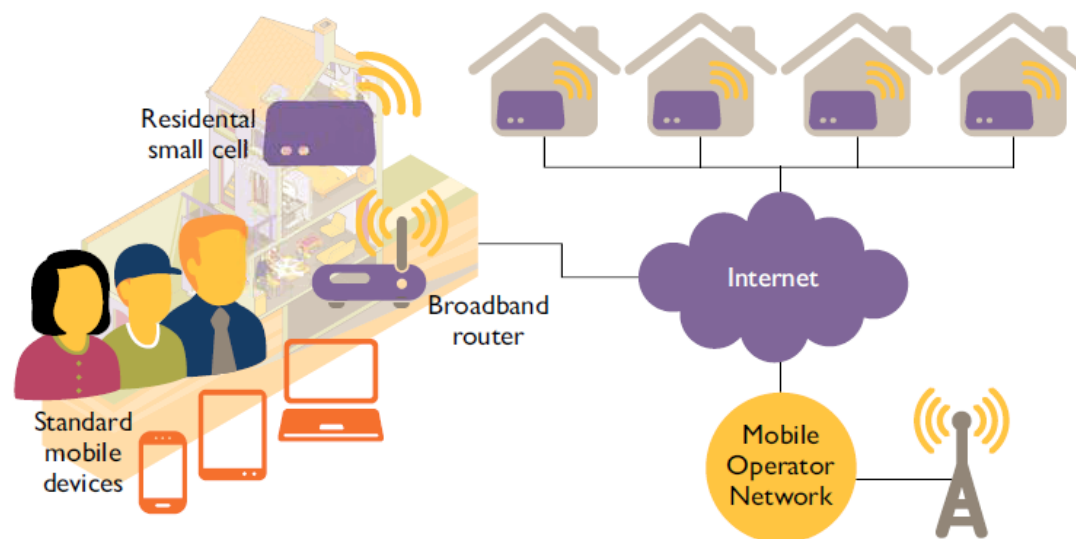 Residental
small cell
Broadband
router
Standard
mobile
devices
Internet
Mobile
Operator
Network